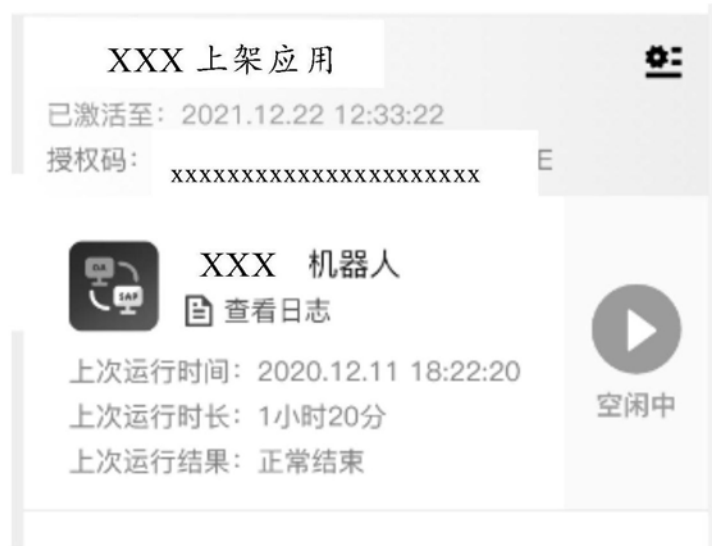 XXX 上架应用
已激活至：2021.12.22 12:33:22
授权码： xxxxxxxxxxxxxxxxxxxxxx E
XXX 机器人
OA
SAP
查看日志
上次运行时间：2020.12.11 18:22:20
上次运行时长：1小时20分
上次运行结果：正常结束
空闲中